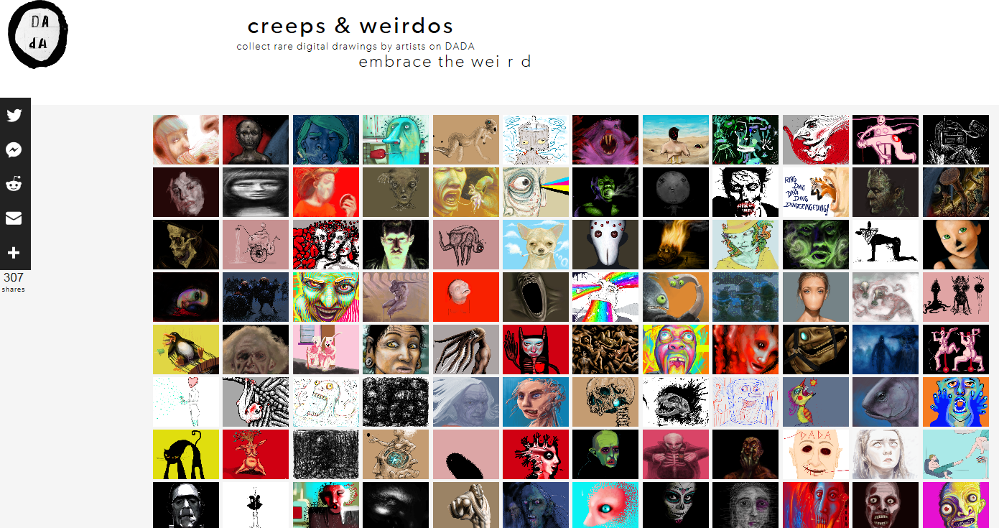 DA
dA
creeps & weirdos
collect rare digital drawings by artists on DADA
embrace the wei r d
307
shares
RING
DING
DING
DING
DINGERINGEDING!
DADA